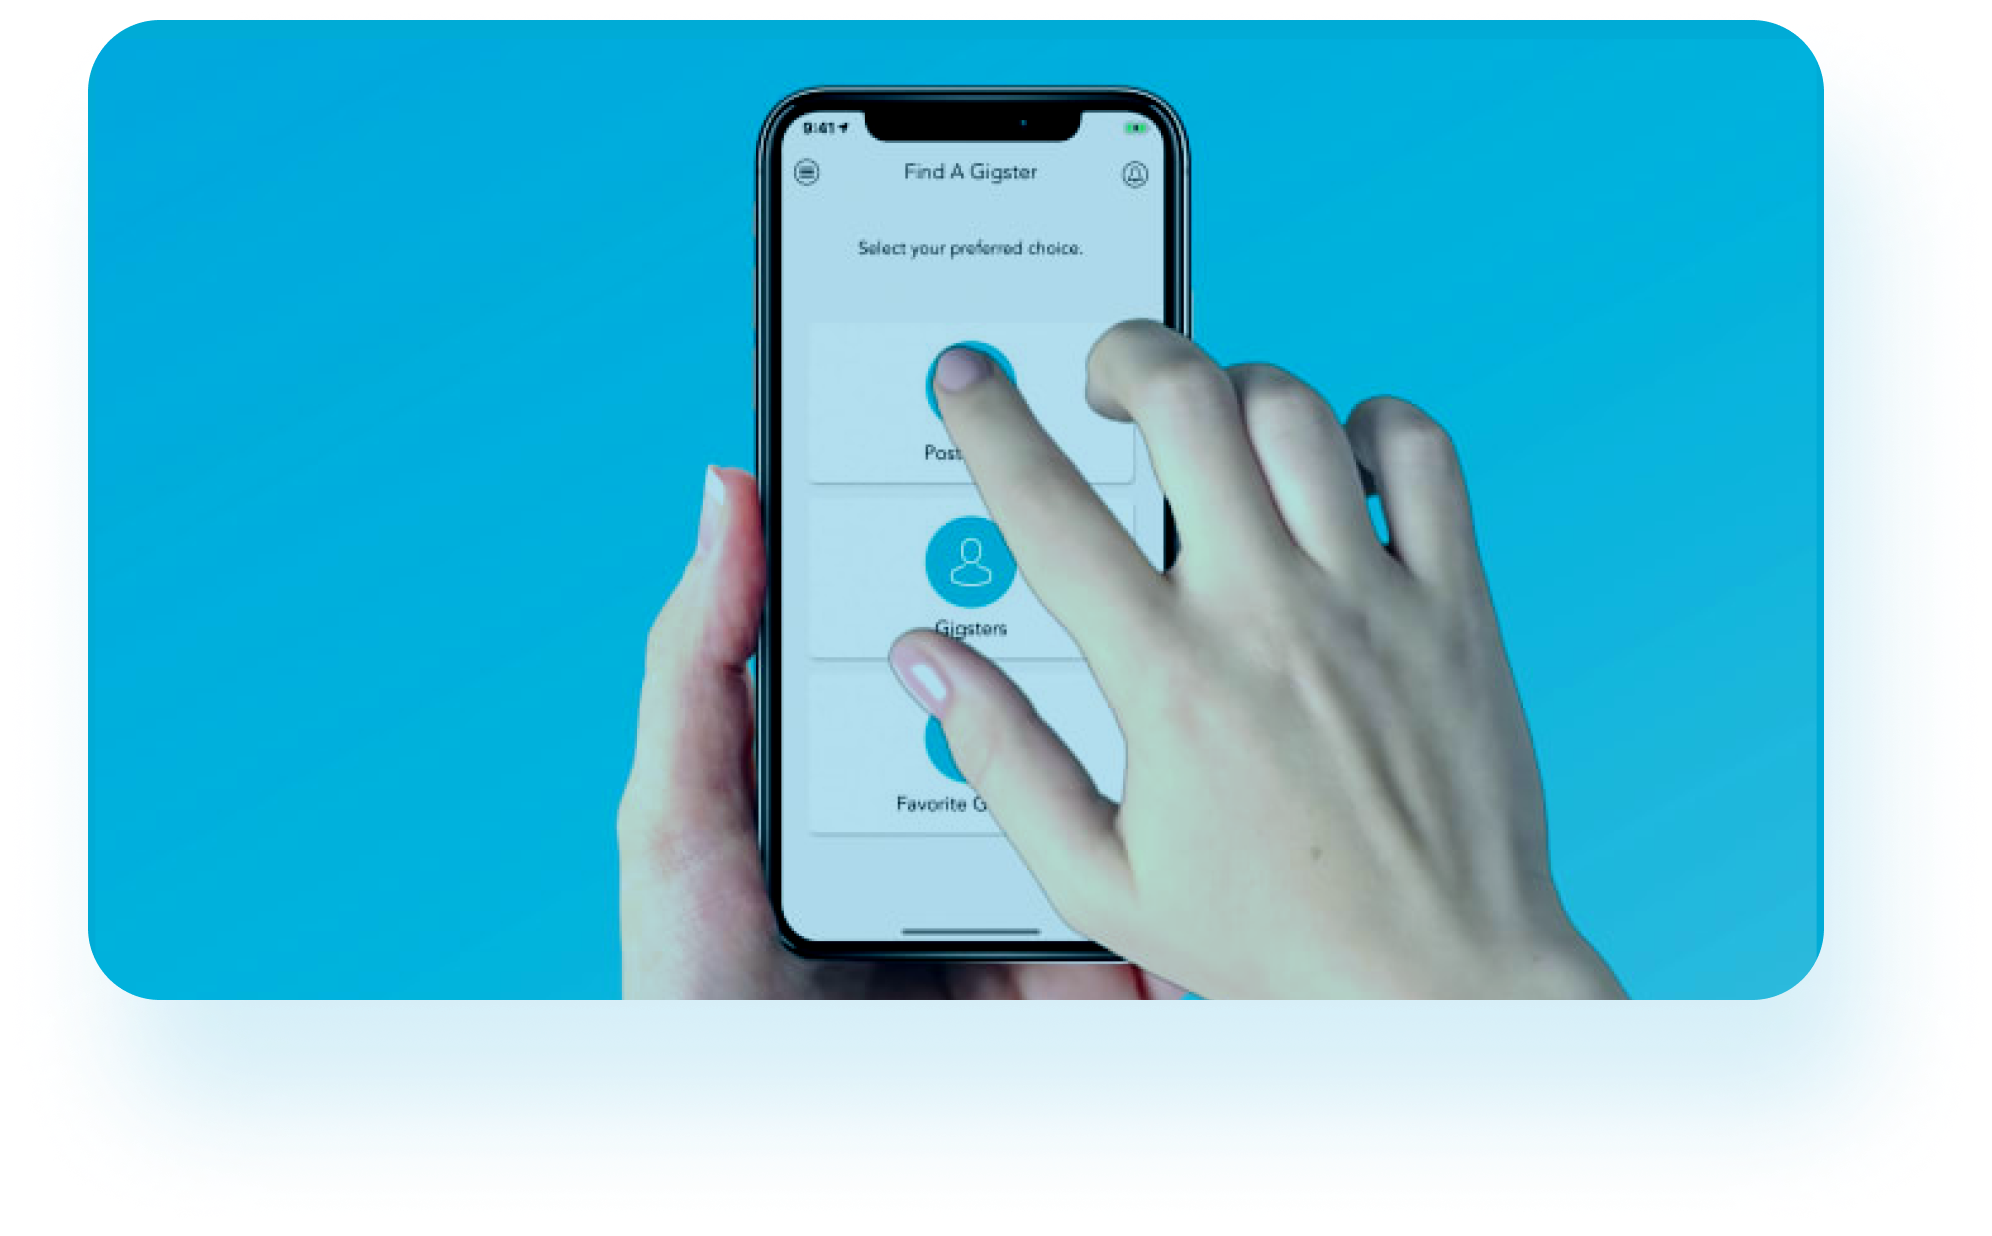 9:41
Find A Gigster
Select your preferred choice.
Post
Gigsters
Favorite G